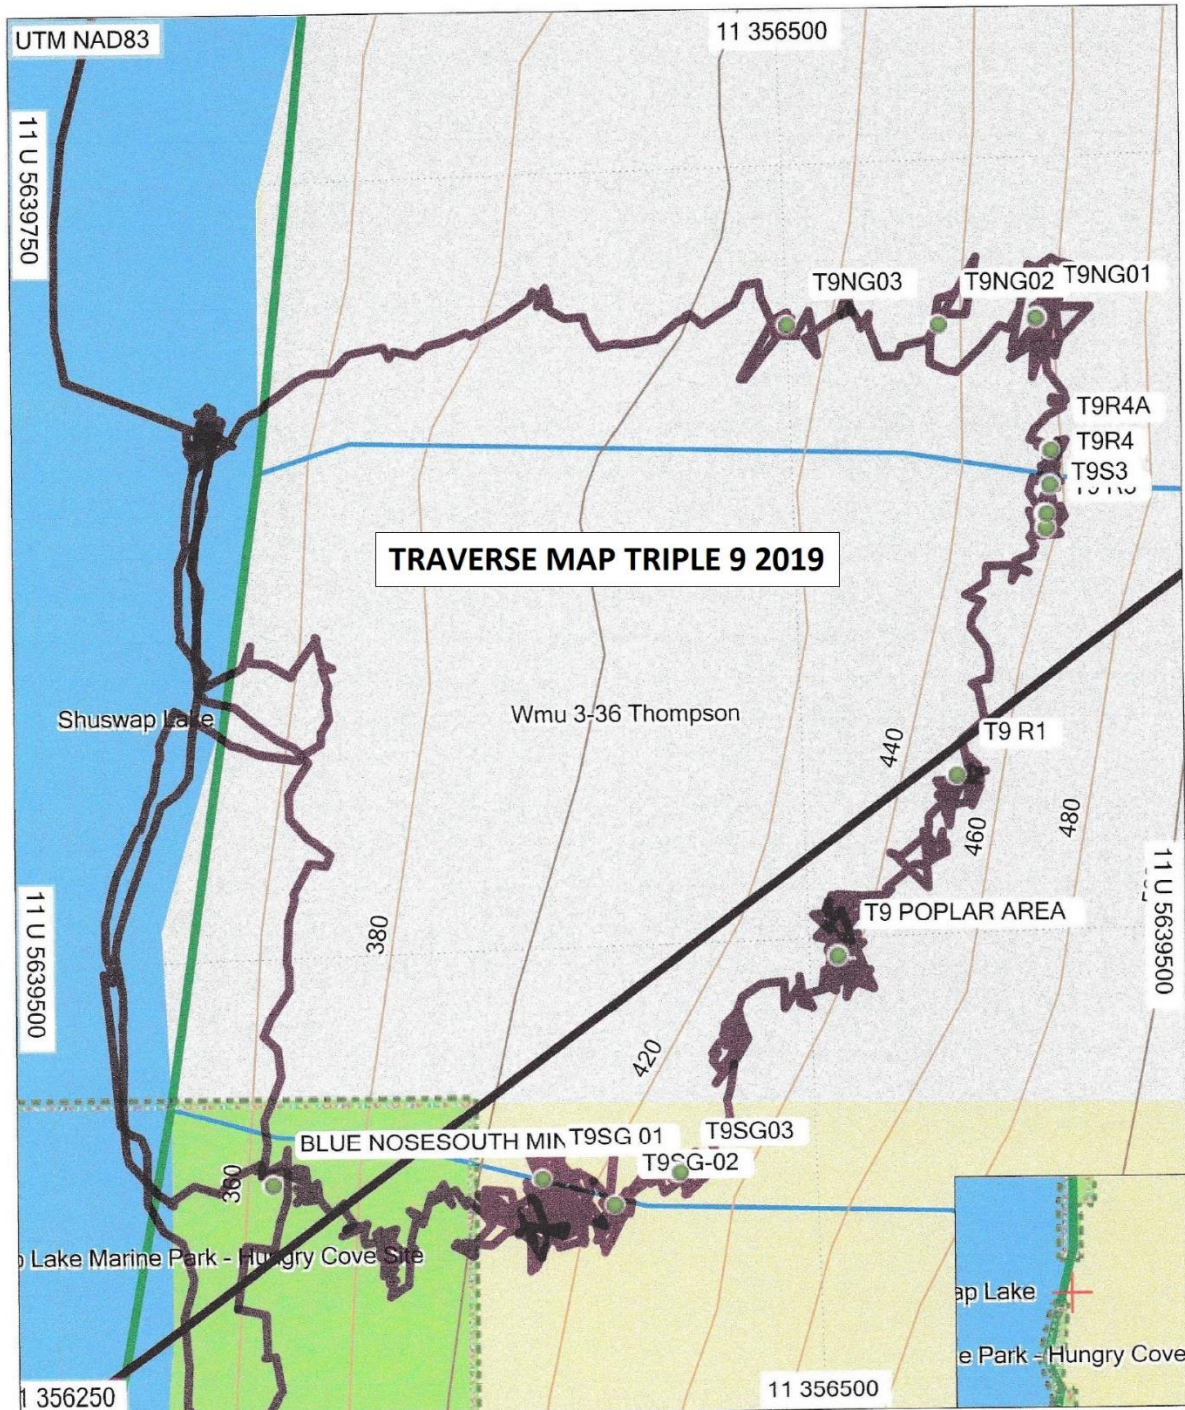 UTM NAD83
11 356500
11 U 5639750
T9NG03
T9NG02
T9NG01
T9R4A
T9R4
T9S3
TRAVERSE MAP TRIPLE 9 2019
Shuswap Lake
Wmu 3-36 Thompson
T9 R1
440
460
480
11 U 5639500
11 U 5639500
T9 POPLAR AREA
380
420
BLUE NOSESOUTH MIN
T9SG 01
T9SG03
T9SG-02
360
Lake Marine Park - Hungry Cove Site
ap Lake
e Park - Hungry Cove
1 356250
11 356500